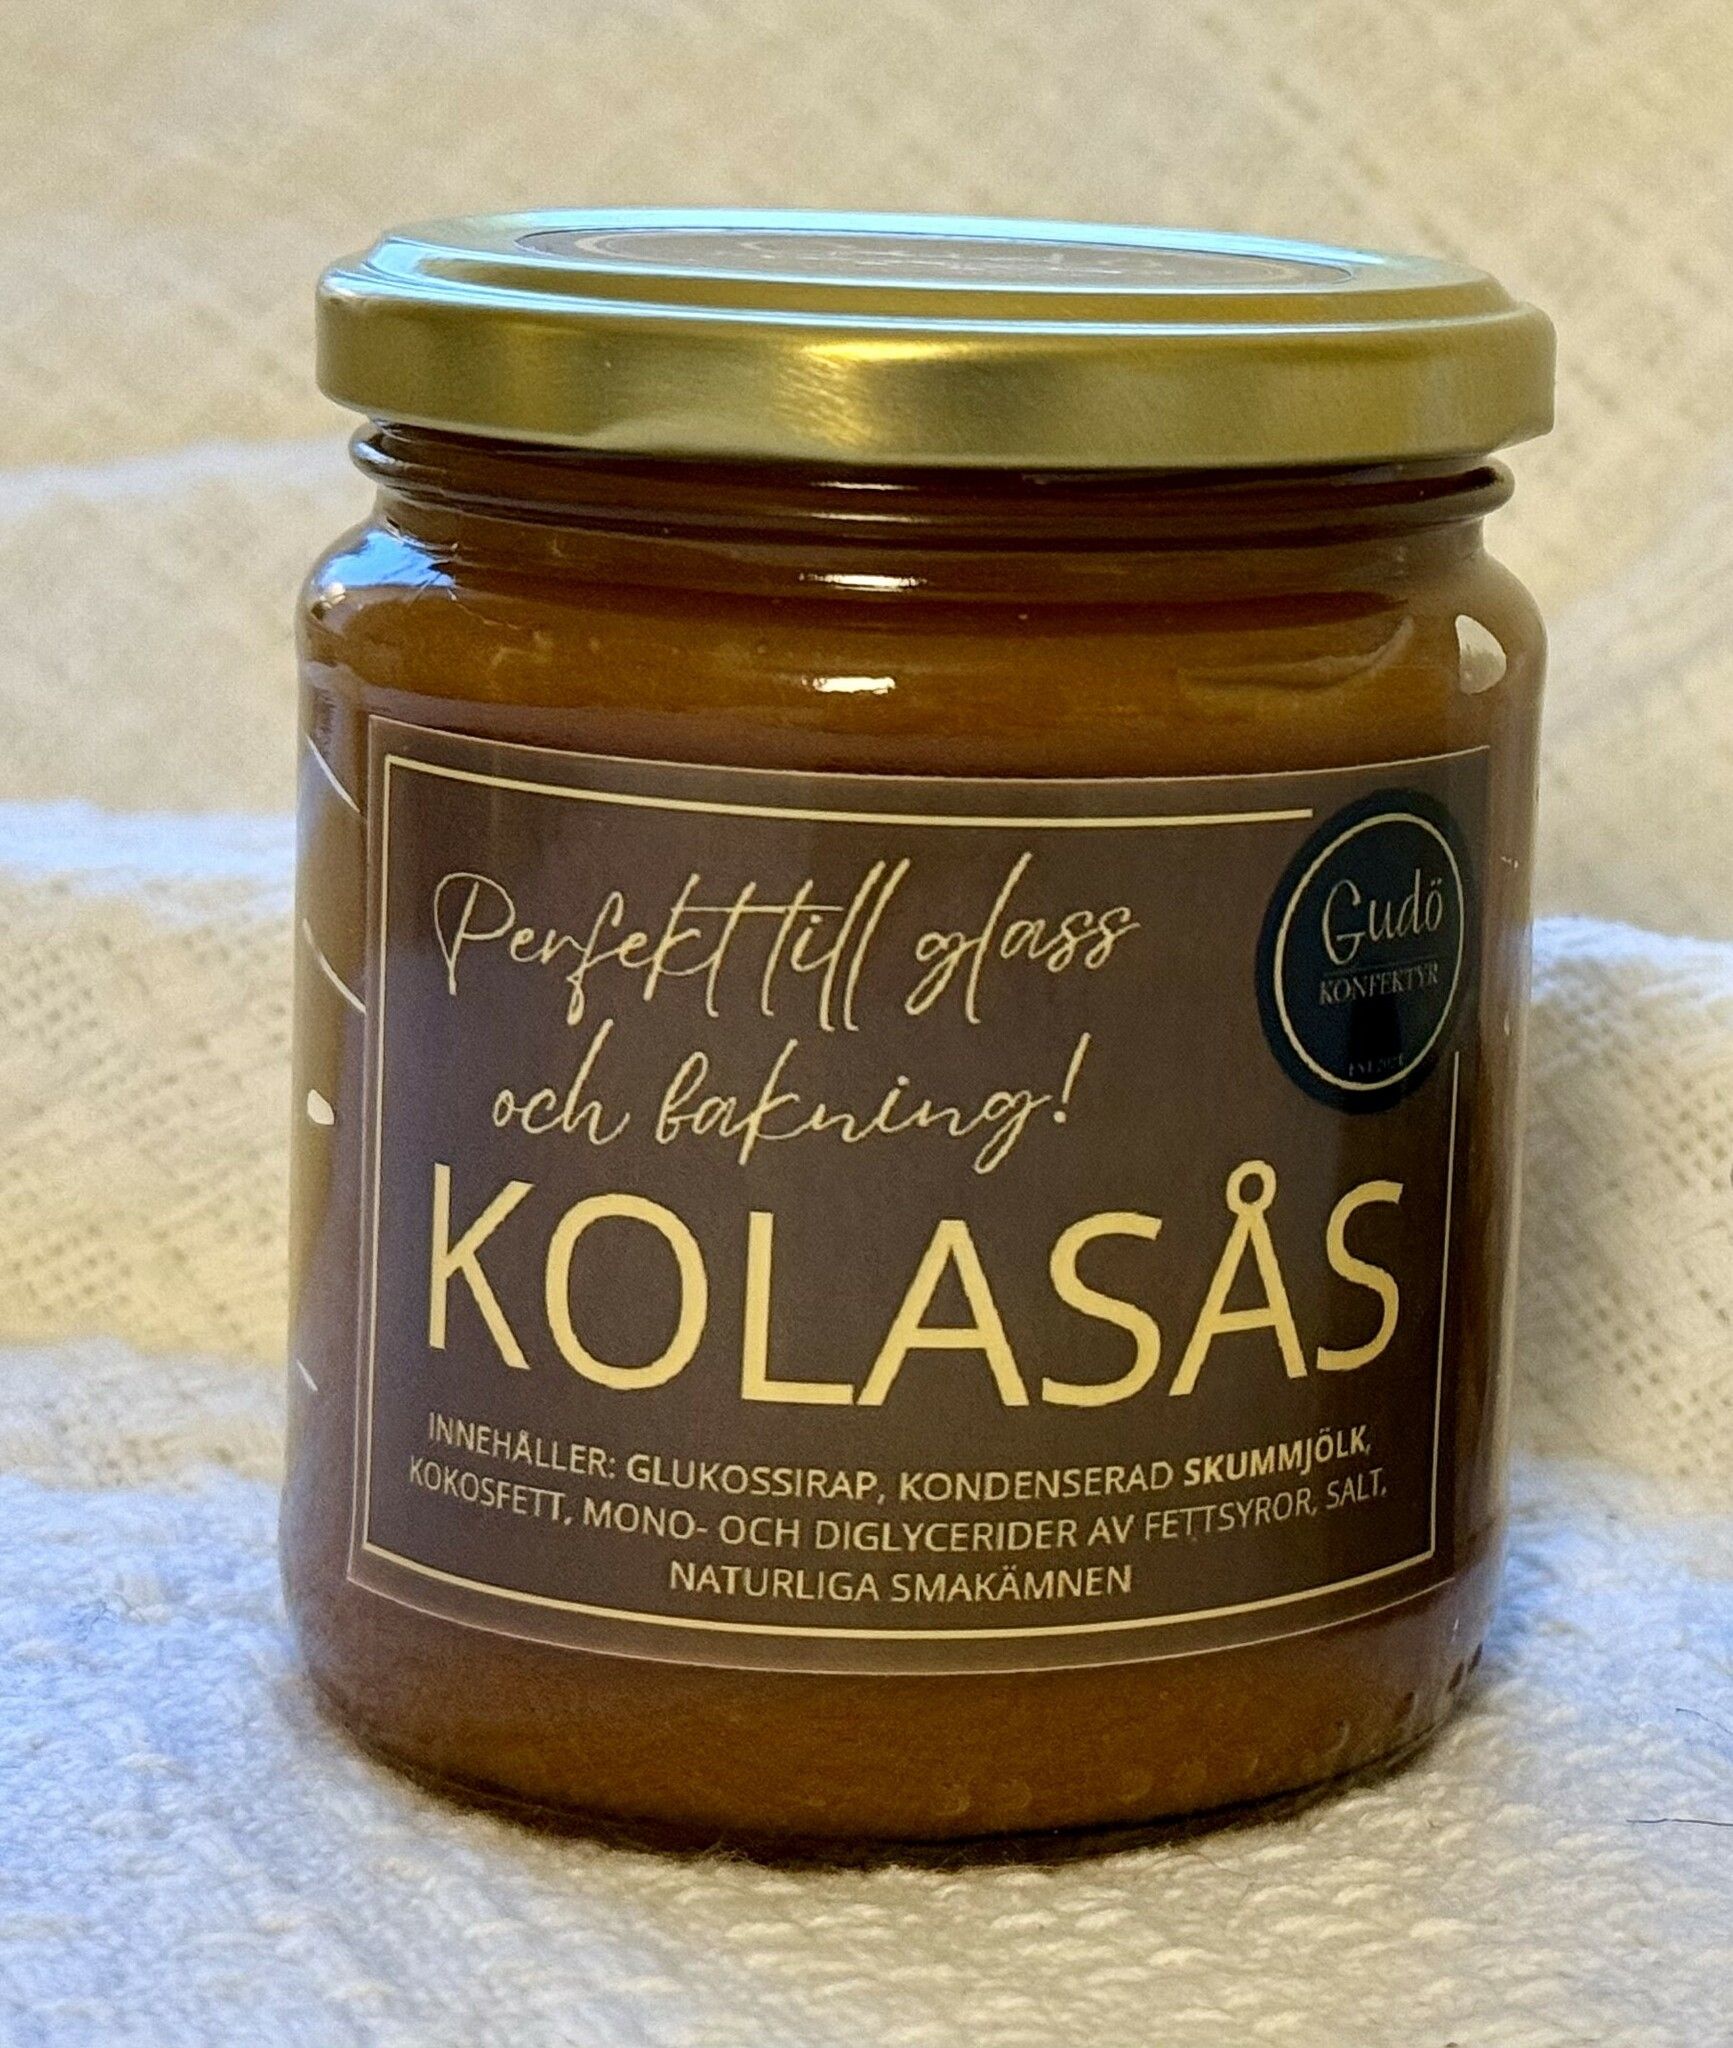 Perfekt till glass
och bakning!
Gudö
KONFEKTYR
KOLASÅS
INNEHÅLLER: GLUKOSSIRAP, KONDENSERAD SKUMMJÖLK,
KOKOSFETT, MONO- OCH DIGLYCERIDER AV FETTSYROR, SALT,
NATURLIGA SMAKÄMNEN